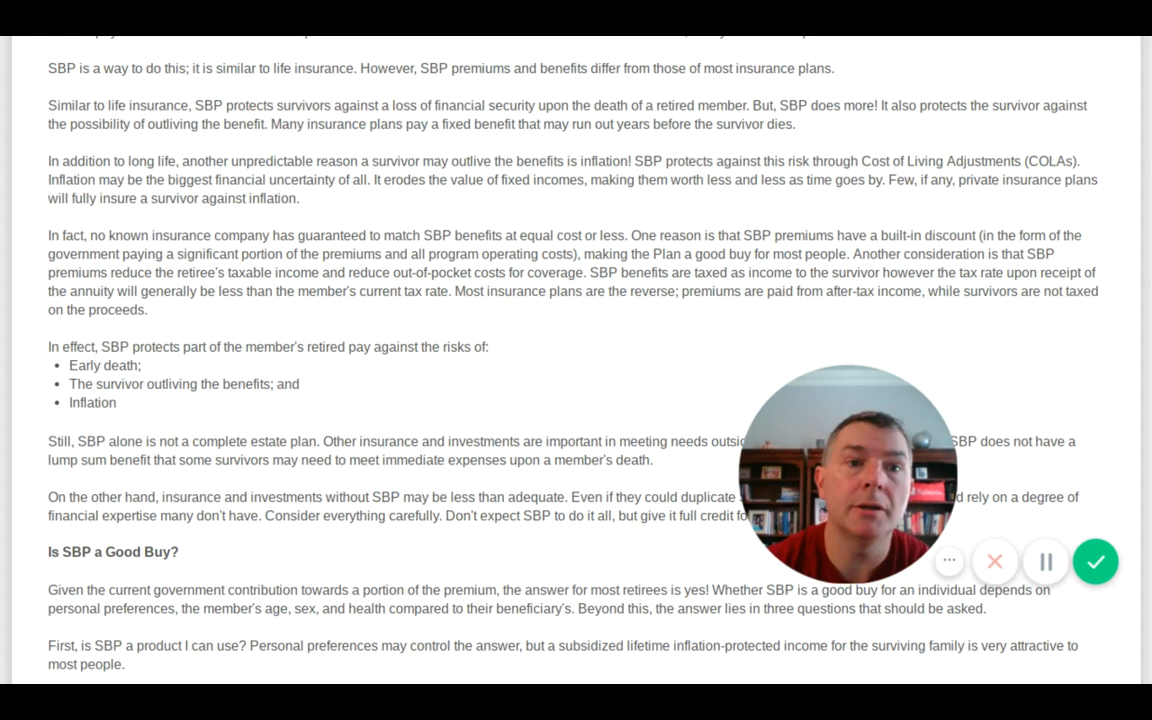 SBP is a way to do this; it is similar to life insurance. However, SBP premiums and benefits differ from those of most insurance plans.
Similar to life insurance, SBP protects survivors against a loss of financial security upon the death of a retired member. But, SBP does more! It also protects the survivor against
the possibility of outliving the benefit. Many insurance plans pay a fixed benefit that may run out years before the survivor dies.
In addition to long life, another unpredictable reason a survivor may outlive the benefits is inflation! SBP protects against this risk through Cost of Living Adjustments (COLAs).
Inflation may be the biggest financial uncertainty of all. It erodes the value of fixed incomes, making them worth less and less as time goes by. Few, if any, private insurance plans
will fully insure a survivor against inflation.
In fact, no known insurance company has guaranteed to match SBP benefits at equal cost or less. One reason is that SBP premiums have a built-in discount (in the form of the
government paying a significant portion of the premiums and all program operating costs), making the Plan a good buy for most people. Another consideration is that SBP
premiums reduce the retiree's taxable income and reduce out-of-pocket costs for coverage. SBP benefits are taxed as income to the survivor however the tax rate upon receipt of
the annuity will generally be less than the member's current tax rate. Most insurance plans are the reverse; premiums are paid from after-tax income, while survivors are not taxed
on the proceeds.
In effect, SBP protects part of the member's retired pay against the risks of:
• Early death;
• The survivor outliving the benefits; and
• Inflation
Still, SBP alone is not a complete estate plan. Other insurance and investments are important in meeting needs SBP does not have a
lump sum benefit that some survivors may need to meet immediate expenses upon a member's death.
On the other hand, insurance and investments without SBP may be less than adequate. Even if they could duplicate rely on a degree of
financial expertise many don't have. Consider everything carefully. Don't expect SBP to do it all, but give it full credit
Is SBP a Good Buy?
Given the current government contribution towards a portion of the premium, the answer for most retirees is yes! Whether SBP is a good buy for an individual depends on
personal preferences, the member's age, sex, and health compared to their beneficiary's. Beyond this, the answer lies in three questions that should be asked.
First, is SBP a product I can use? Personal preferences may control the answer, but a subsidized lifetime inflation-protected income for the surviving family is very attractive to
most people.